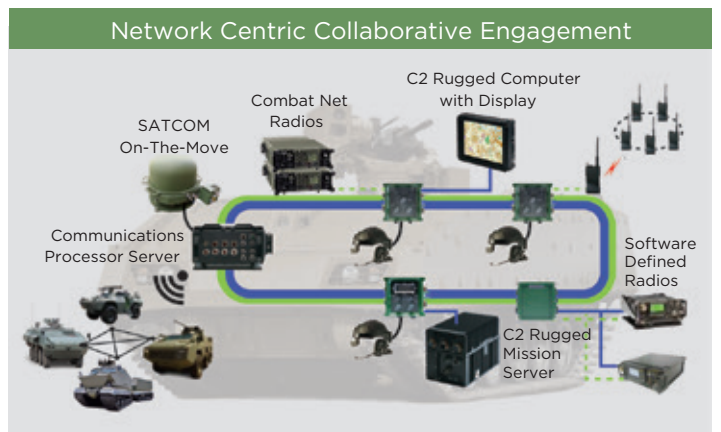 Network Centric Collaborative Engagement
C2 Rugged Computer
with Display
Combat Net
Radios
SATCOM
On-The-Move
Communications
Processor Server
Software
Defined
Radios
C2 Rugged
Mission
Server